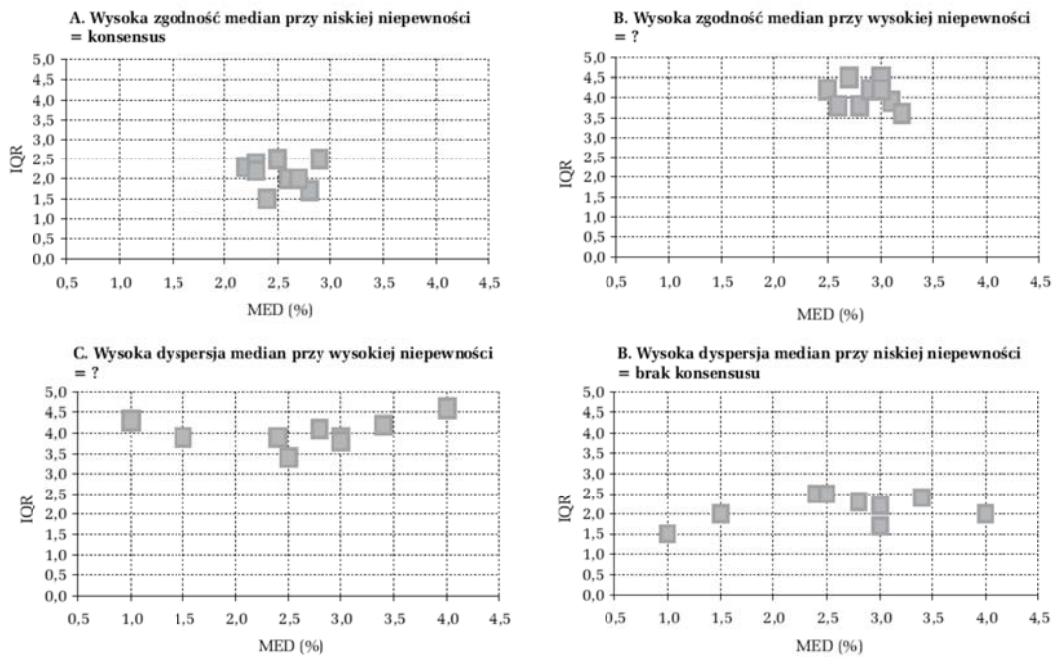 A. Wysoka zgodność median przy niskiej niepewności
= konsensus
5,0
4,5
4,0
3,5
3,0
2,5
2,0
1,5
1,0
0,5
0,0
IQR
0,5 1,0 1,5 2,0 2,5 3,0 3,5 4,0 4,5
MED (%)
B. Wysoka zgodność median przy wysokiej niepewności
= ?
5,0
4,5
4,0
3,5
3,0
2,5
2,0
1,5
1,0
0,5
0,0
IQR
0,5 1,0 1,5 2,0 2,5 3,0 3,5 4,0 4,5
MED (%)
C. Wysoka dyspersja median przy wysokiej niepewności
= ?
5,0
4,5
4,0
3,5
3,0
2,5
2,0
1,5
1,0
0,5
0,0
IQR
0,5 1,0 1,5 2,0 2,5 3,0 3,5 4,0 4,5
MED (%)
B. Wysoka dyspersja median przy niskiej niepewności
= brak konsensusu
5,0
4,5
4,0
3,5
3,0
2,5
2,0
1,5
1,0
0,5
0,0
IQR
0,5 1,0 1,5 2,0 2,5 3,0 3,5 4,0 4,5
MED (%)